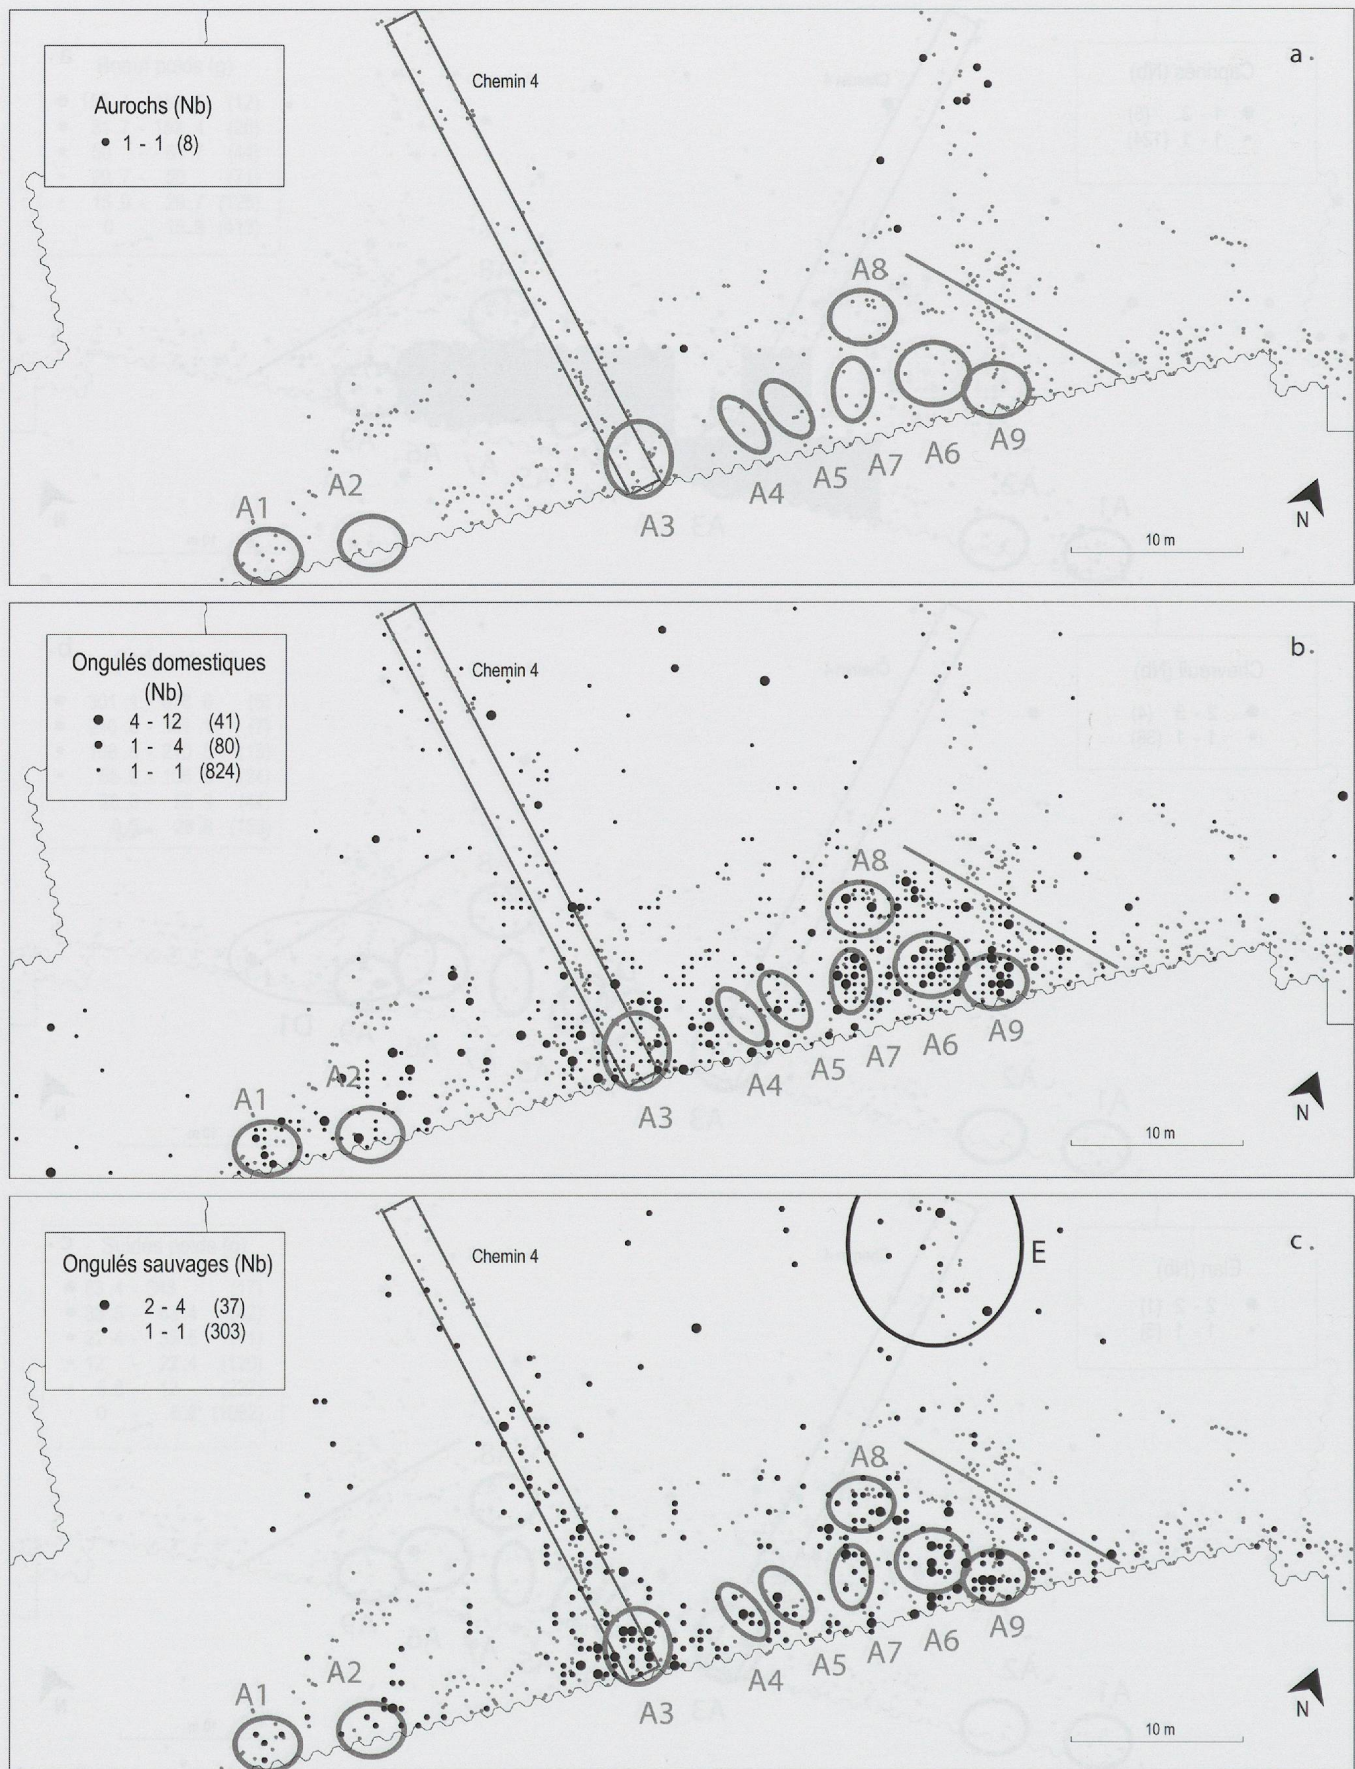 a.
Aurochs (Nb)
1 - 1 (8)
Chemin 4
A8
A2
A1
A3
A4
A5
A7
A6
A9
N
10 m
b.
Ongulés domestiques
(Nb)
4 - 12 (41)
1 - 4 (80)
1 - 1 (824)
Chemin 4
A8
A2
A1
A3
A4
A5
A7
A6
A9
N
10 m
c.
Ongulés sauvages (Nb)
2 - 4 (37)
1 - 1 (303)
Chemin 4
E
A8
A2
A1
A3
A4
A5
A7
A6
A9
N
10 m